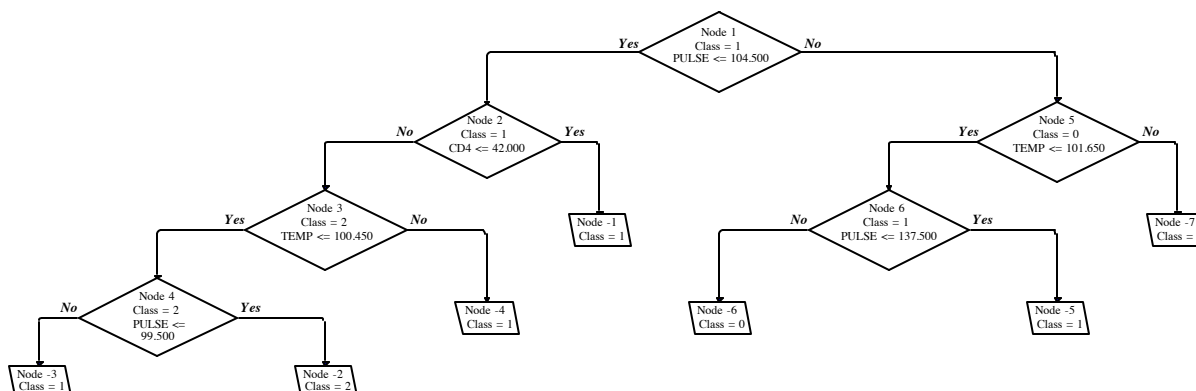 Node 1
Class = 1
PULSE <= 104.500
Yes
No
Node 2
Class = 1
CD4 <= 42.000
No
Yes
Node 5
Class = 0
TEMP <= 101.650
Yes
No
Node 3
Class = 2
TEMP <= 100.450
Yes
No
Node -1
Class = 1
Node 6
Class = 1
PULSE <= 137.500
No
Yes
Node -7
Class =
Node 4
Class = 2
PULSE <=
99.500
No
Yes
Node -4
Class = 1
Node -6
Class = 0
Node -5
Class = 1
Node -3
Class = 1
Node -2
Class = 2